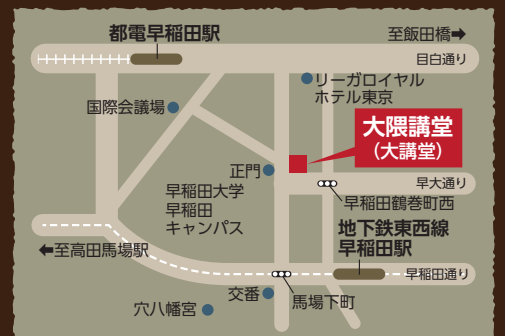 都電早稲田駅
至飯田橋➡
目白通り
リーガロイヤル
ホテル東京
国際会議場
大隈講堂
(大講堂)
正門
早大通り
早稲田大学
早稲田
キャンパス
早稲田鶴巻町西
地下鉄東西線
早稲田駅
⬅至高田馬場駅
早稲田通り
交番
馬場下町
穴八幡宮